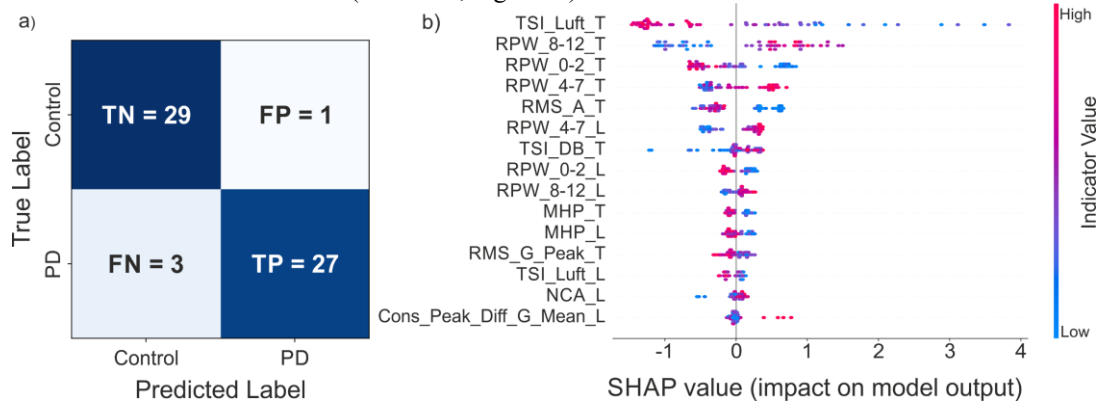 a)
True Label
Control
PD
TN = 29
FP = 1
FN = 3
TP = 27
Control
PD
Predicted Label
b)
TSI_Luft_T
RPW_8-12_T
RPW_0-2_T
RPW_4-7_T
RMS_A_T
RPW_4-7_L
TSI_DB_T
RPW_0-2_L
RPW_8-12_L
MHP_T
MHP_L
RMS_G_Peak_T
TSI_Luft_L
NCA_L
Cons_Peak_Diff_G_Mean_L
-1 0 1 2 3 4
SHAP value (impact on model output)
High
Indicator Value
Low